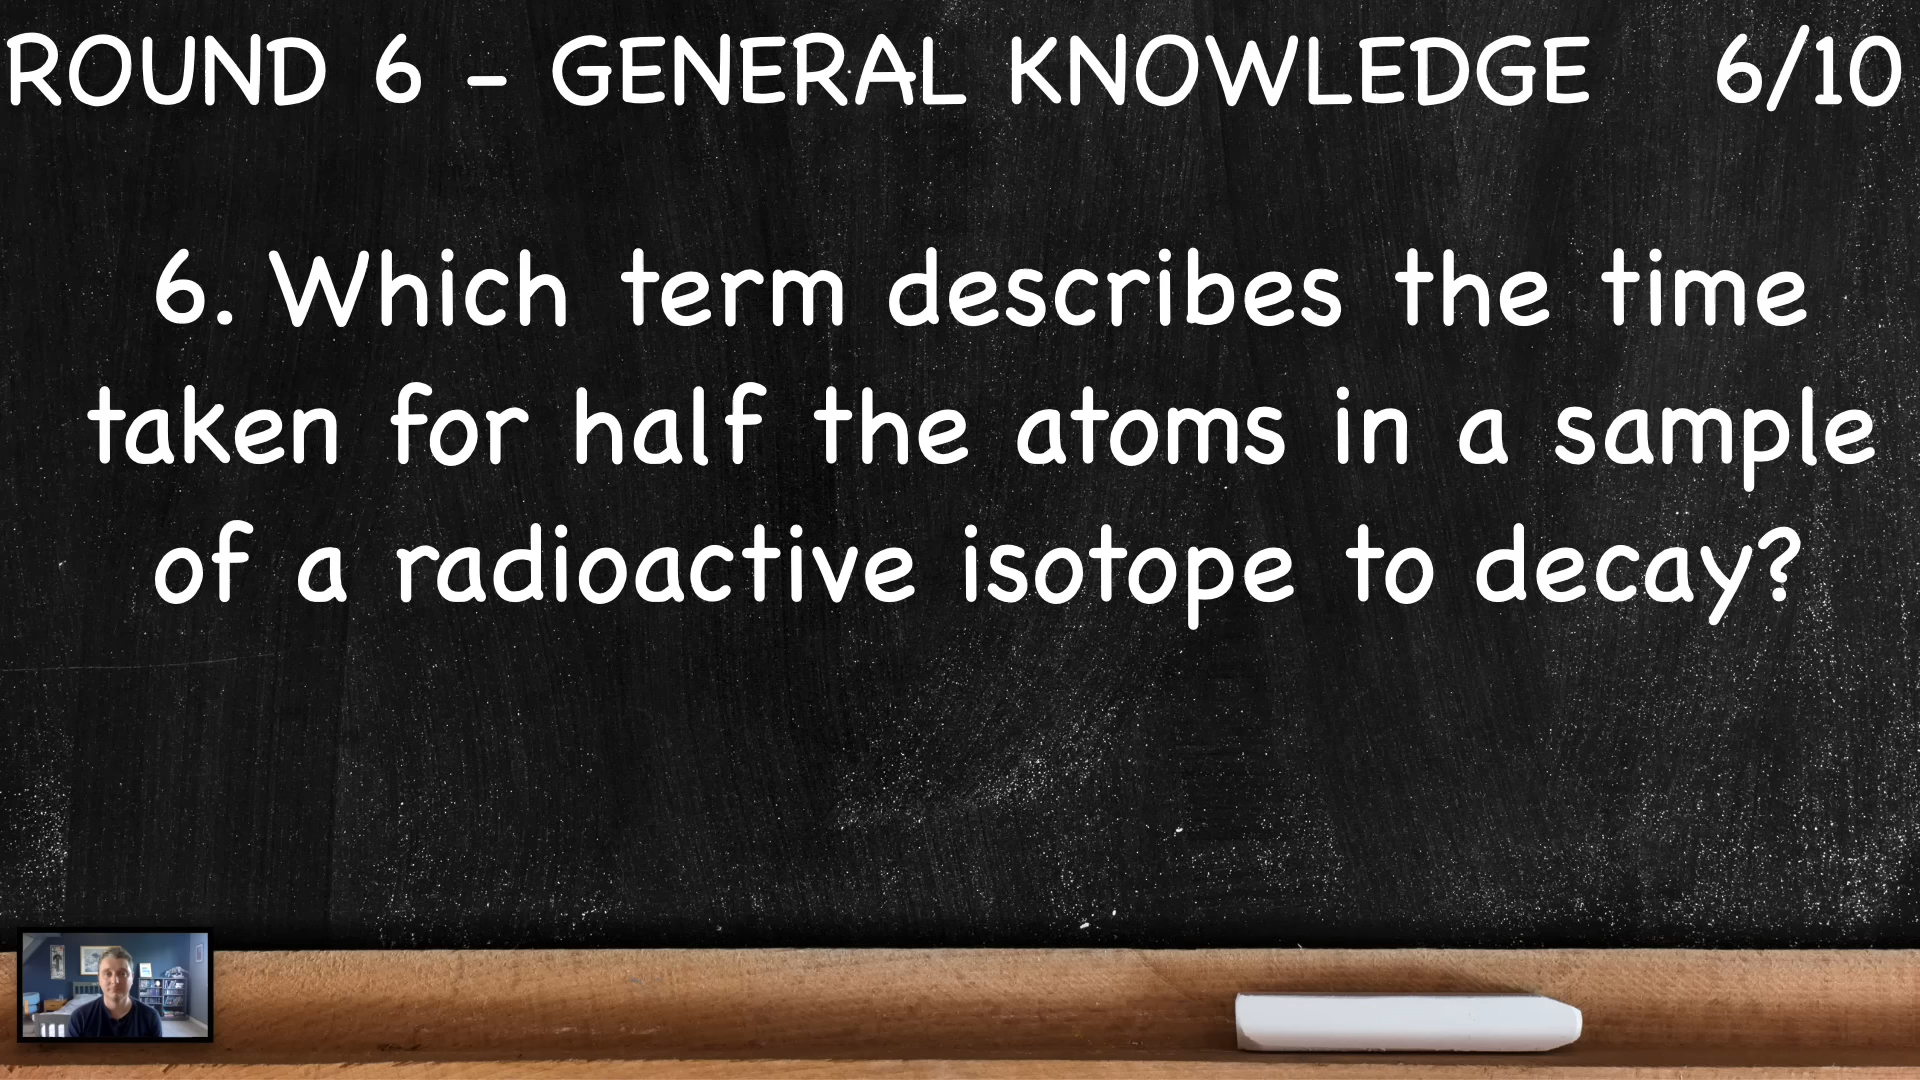 ROUND 6 - GENERAL KNOWLEDGE 6/10
6. Which term describes the time
taken for half the atoms in a sample
of a radioactive isotope to decay?